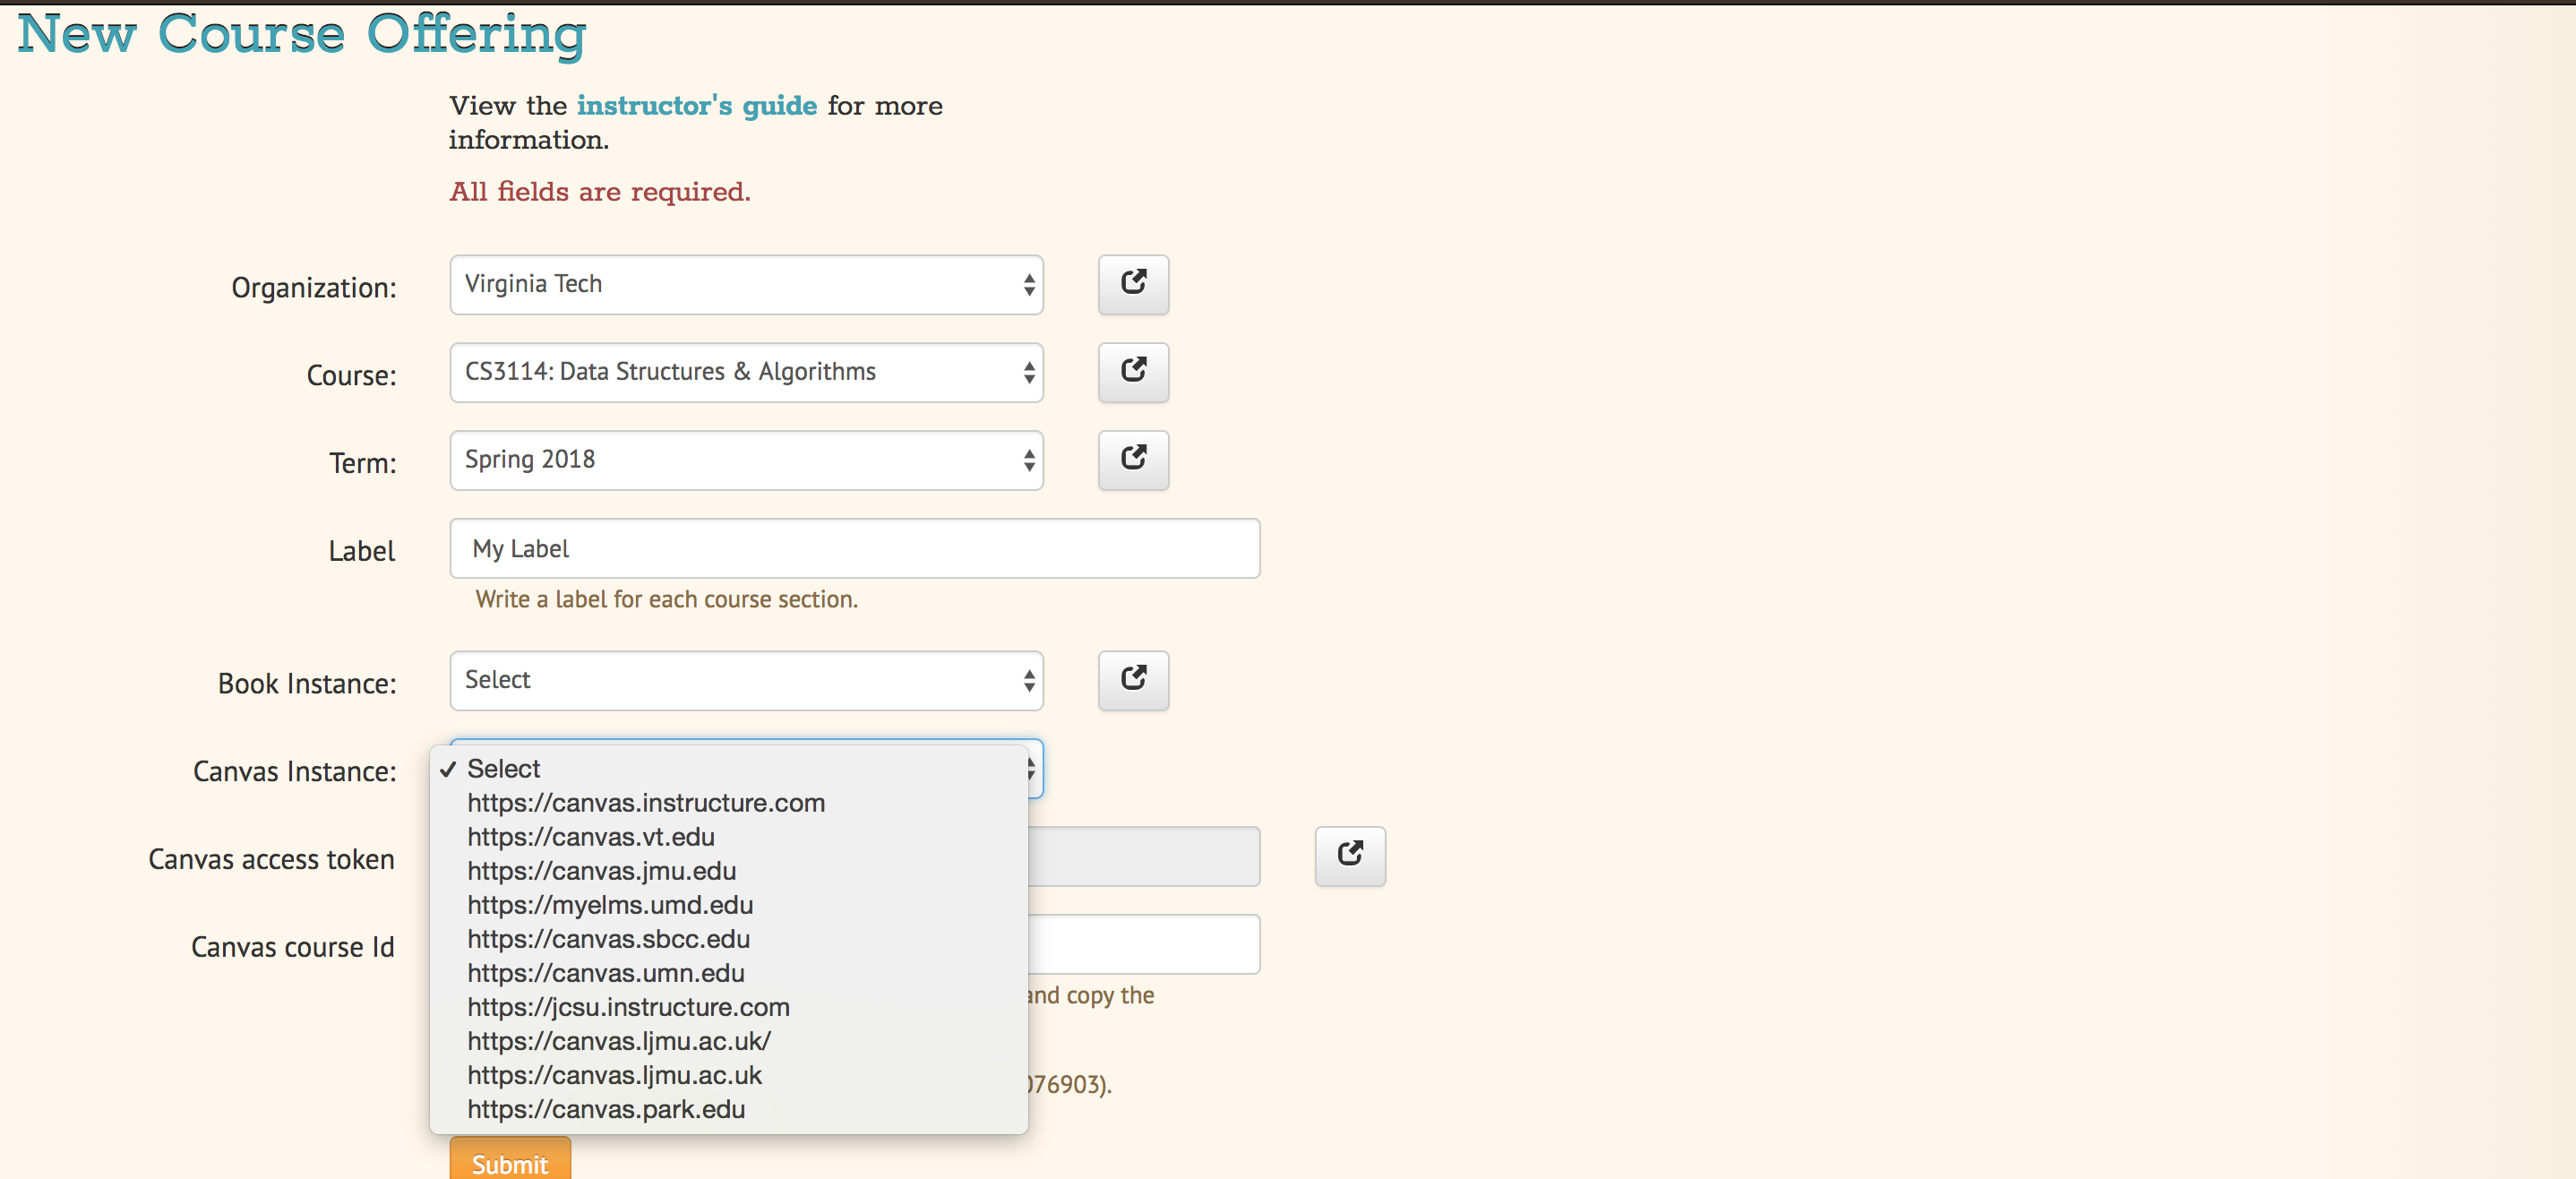 New Course Offering
View the instructor's guide for more
information.
All fields are required.
Organization: Virginia Tech
Course: CS3114: Data Structures & Algorithms
Term: Spring 2018
Label My Label
Write a label for each course section.
Book Instance: Select
Canvas Instance: ✓ Select
https://canvas.instructure.com
https://canvas.vt.edu
Canvas access token
https://canvas.jmu.edu
https://myelms.umd.edu
Canvas course Id
https://canvas.sbcc.edu
https://canvas.umn.edu
and copy the
https://jcsu.instructure.com
https://canvas.ljmu.ac.uk/
https://canvas.ljmu.ac.uk
076903).
https://canvas.park.edu
Submit